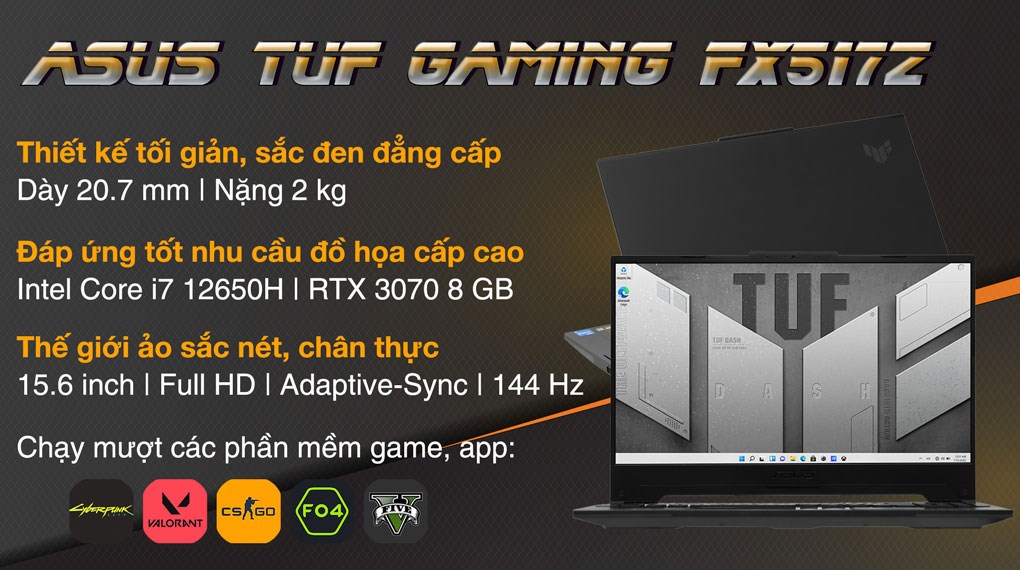 ASUS TUF GAMING FX517Z
Thiết kế tối giản, sắc đen đẳng cấp
Dày 20.7 mm | Nặng 2 kg
Đáp ứng tốt nhu cầu đồ họa cấp cao
Intel Core i7 12650H | RTX 3070 8 GB
Thế giới ảo sắc nét, chân thực
15.6 inch | Full HD | Adaptive-Sync | 144 Hz
Chạy mượt các phần mềm game, app:
CYBERPUNK
VALORANT
CS GO
FO4
V
FIVE
TUF
TUF DASH
D A S H